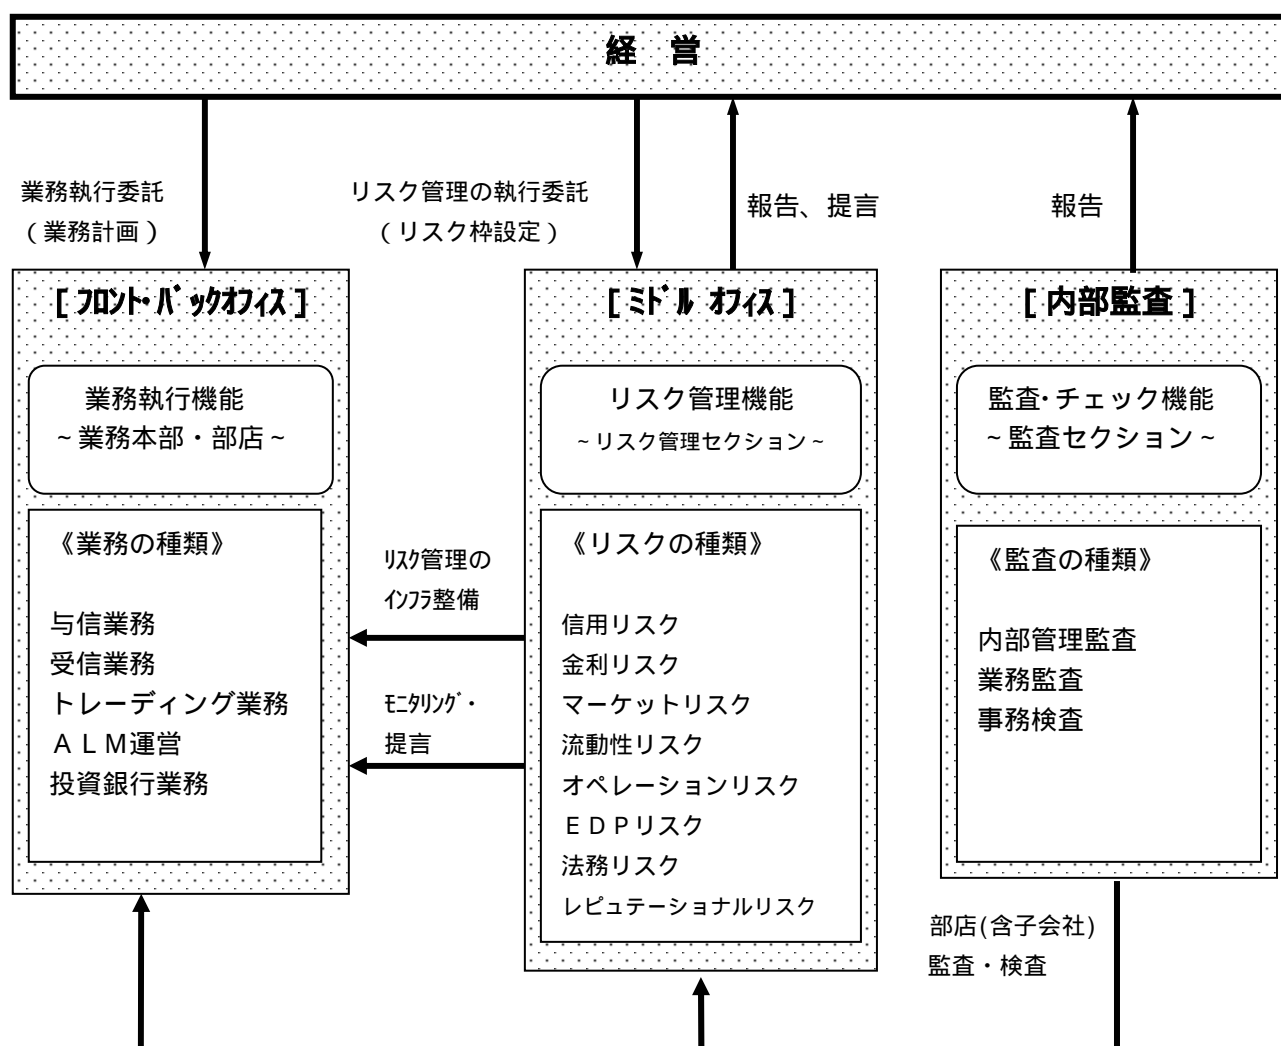 経 営
業務執行委託
(業務計画)
リスク管理の執行委託
(リスク枠設定)
報告、提言
報告
[ ﾌﾛﾝﾄ・ﾊﾞｯｸｵﾌｨｽ ]
業務執行機能
~業務本部・部店~
《業務の種類》
与信業務
受信業務
トレーディング業務
ＡＬＭ運営
投資銀行業務
ﾘｽｸ管理の
ｲﾝﾌﾗ整備
ﾓﾆﾀﾘﾝｸﾞ・
提言
[ ﾐﾄﾞﾙ ｵﾌｨｽ ]
リスク管理機能
~リスク管理セクション~
《リスクの種類》
信用リスク
金利リスク
マーケットリスク
流動性リスク
オペレーションリスク
ＥＤＰリスク
法務リスク
レピュテーショナルリスク
[ 内部監査 ]
監査・チェック機能
~監査セクション~
《監査の種類》
内部管理監査
業務監査
事務検査
部店(含子会社)
監査・検査